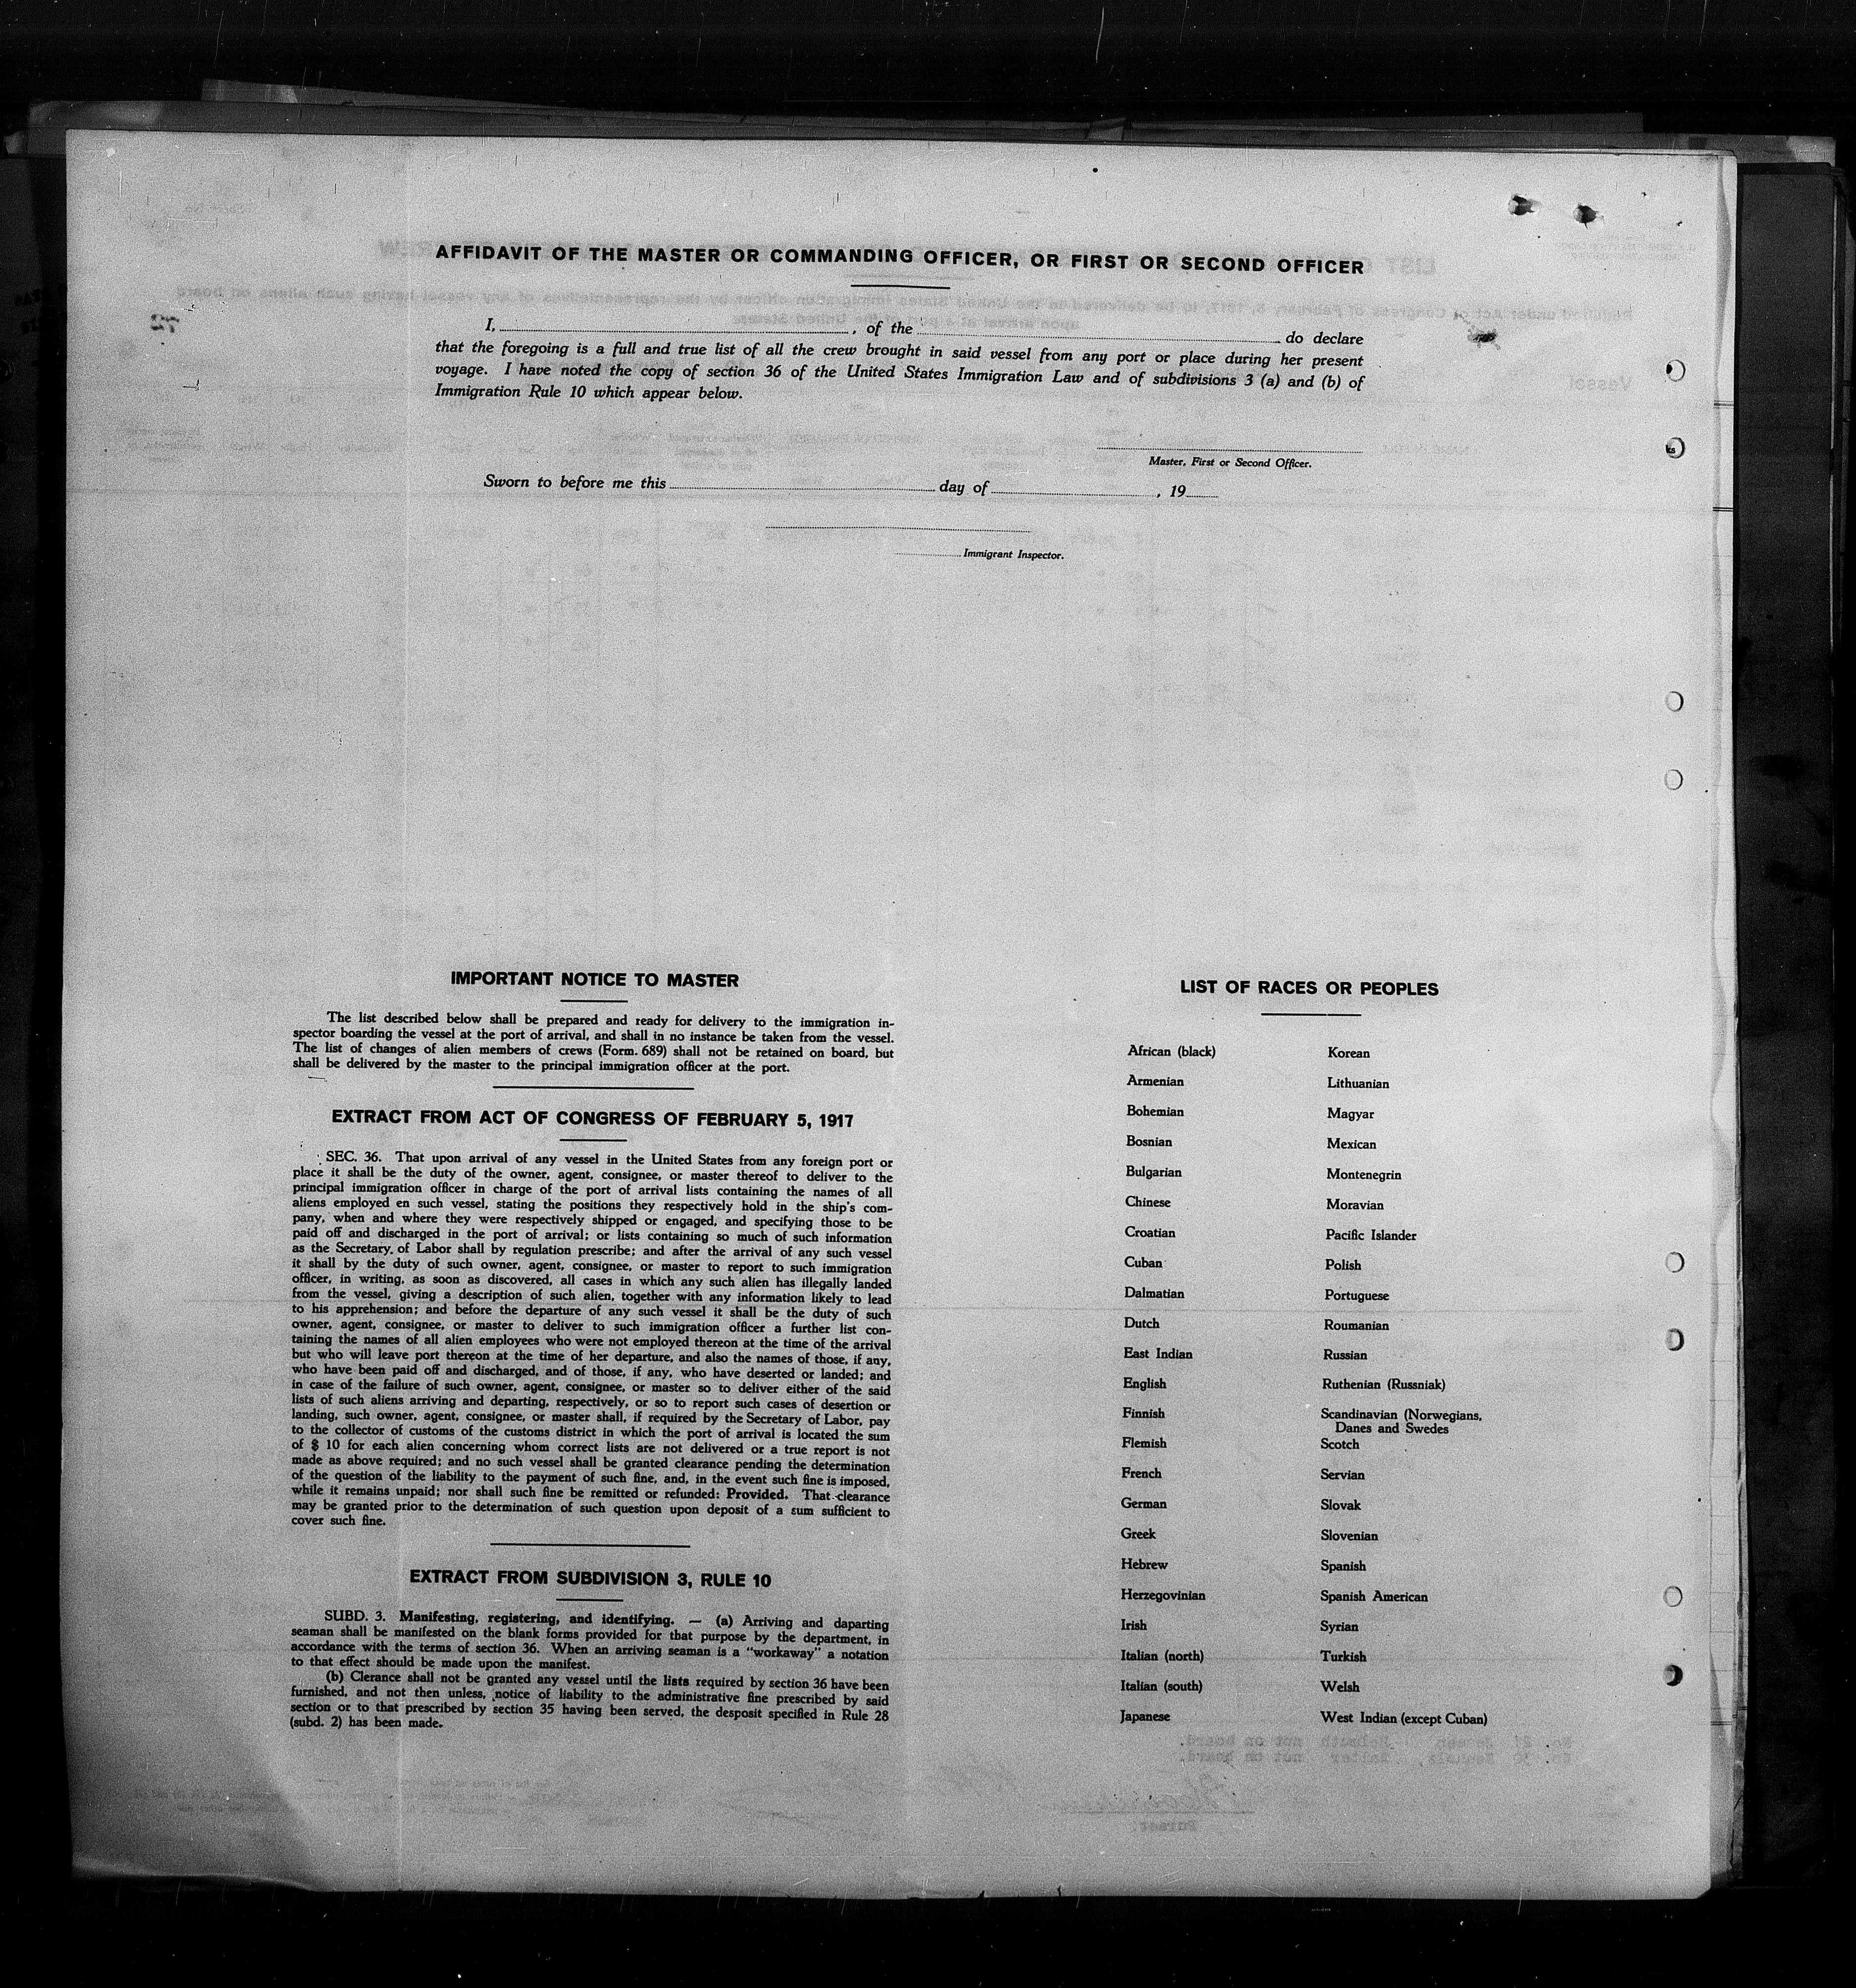 AFFIDAVIT OF THE MASTER OR COMMANDING OFFICER, OR FIRST OR SECOND OFFICER
I, , of the do declare
that the foregoing is a full and true list of all the crew brought in said vessel from any port or place during her present
voyage. I have noted the copy of section 36 of the United States Immigration Law and of subdivisions 3 (a) and (b) of
Immigration Rule 10 which appear below.
Master, First or Second Officer.
Sworn to before me this day of , 19
Immigrant Inspector.
IMPORTANT NOTICE TO MASTER
The list described below shall be prepared and ready for delivery to the immigration in-
spector boarding the vessel at the port of arrival, and shall in no instance be taken from the vessel.
The list of changes of alien members of crews (Form. 689) shall not be retained on board, but
shall be delivered by the master to the principal immigration officer at the port.
EXTRACT FROM ACT OF CONGRESS OF FEBRUARY 5, 1917
SEC. 36. That upon arrival of any vessel in the United States from any foreign port or
place it shall be the duty of the owner, agent, consignee, or master thereof to deliver to the
principal immigration officer in charge of the port of arrival lists containing the names of all
aliens employed en such vessel, stating the positions they respectively hold in the ship's com-
pany, when and where they were respectively shipped or engaged, and specifying those to be
paid off and discharged in the port of arrival; or lists containing so much of such information
as the Secretary of Labor shall by regulation prescribe; and after the arrival of any such vessel
it shall by the duty of such owner, agent, consignee, or master to report to such immigration
officer, in writing, as soon as discovered, all cases in which any such alien has illegally landed
from the vessel, giving a description of such alien, together with any information likely to lead
to his apprehension; and before the departure of any such vessel it shall be the duty of such
owner, agent, consignee, or master to deliver to such immigration officer a further list con-
taining the names of all alien employees who were not employed thereon at the time of the arrival
but who will leave port thereon at the time of her departure, and also the names of those, if any,
who have been paid off and discharged, and of those, if any, who have deserted or landed; and
in case of the failure of such owner, agent, consignee, or master so to deliver either of the said
lists of such aliens arriving and departing, respectively, or so to report such cases of desertion or
landing, such owner, agent, consignee, or master shall, if required by the Secretary of Labor, pay
to the collector of customs of the customs district in which the port of arrival is located the sum
of $ 10 for each alien concerning whom correct lists are not delivered or a true report is not
made as above required; and no such vessel shall be granted clearance pending the determination
of the question of the liability to the payment of such fine, and, in the event such fine is imposed,
while it remains unpaid; nor shall such fine be remitted or refunded: Provided. That clearance
may be granted prior to the determination of such question upon deposit of a sum sufficient to
cover such fine.
EXTRACT FROM SUBDIVISION 3, RULE 10
SUBD. 3. Manifesting, registering, and identifying. — (a) Arriving and daparting
seaman shall be manifested on the blank forms provided for that purpose by the department, in
accordance with the terms of section 36. When an arriving seaman is a "workaway" a notation
to that effect should be made upon the manifest.
(b) Clerance shall not be granted any vessel until the lists required by section 36 have been
furnished, and not then unless, notice of liability to the administrative fine prescribed by said
section or to that prescribed by section 35 having been served, the desposit specified in Rule 28
(subd. 2) has been made.
LIST OF RACES OR PEOPLES
African (black)
Armenian
Bohemian
Bosnian
Bulgarian
Chinese
Croatian
Cuban
Dalmatian
Dutch
East Indian
English
Finnish
Flemish
French
German
Greek
Hebrew
Herzegovinian
Irish
Italian (north)
Italian (south)
Japanese
Korean
Lithuanian
Magyar
Mexican
Montenegrin
Moravian
Pacific Islander
Polish
Portuguese
Roumanian
Russian
Ruthenian (Russniak)
Scandinavian (Norwegians,
Danes and Swedes
Scotch
Servian
Slovak
Slovenian
Spanish
Spanish American
Syrian
Turkish
Welsh
West Indian (except Cuban)